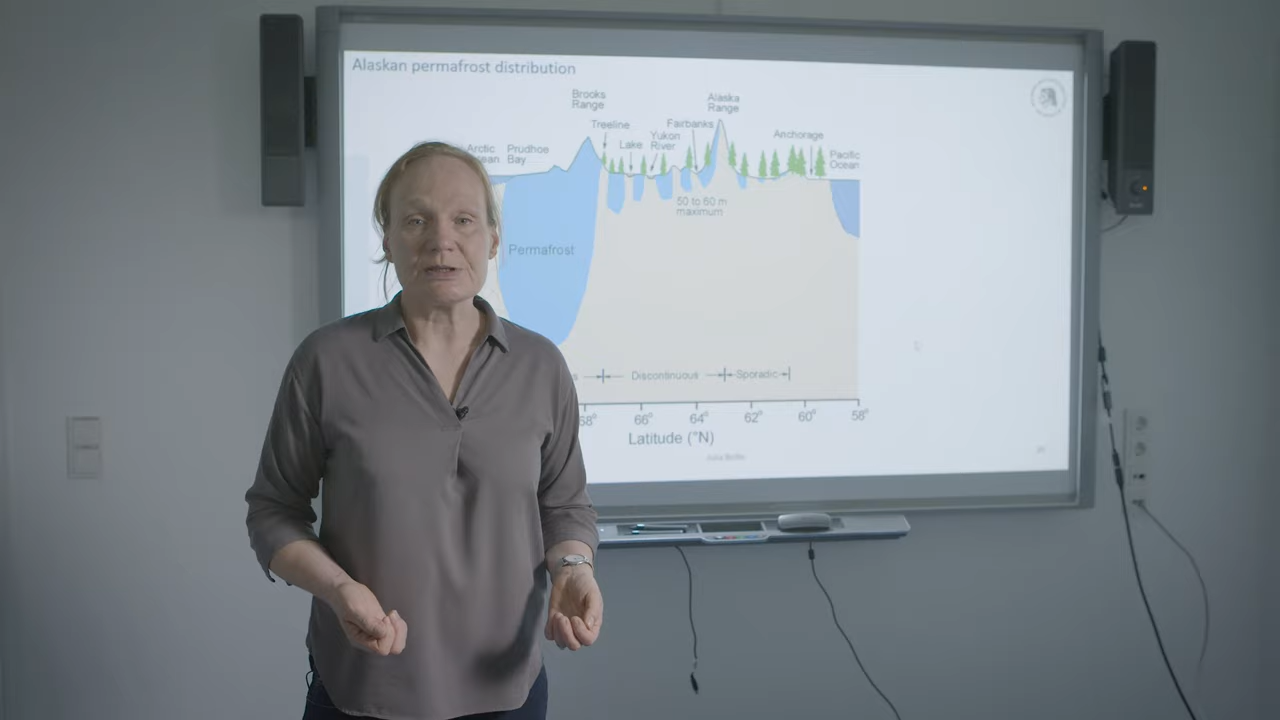 Alaskan permafrost distribution
Brooks
Range
Alaska
Range
Treeline
Fairbanks
Lake
Yukon
River
Anchorage
Arctic
Prudhoe
Bay
Pacific
Ocean
50 to 60 m
maximum
Permafrost
Discontinuous
Sporadic
68° 66° 64° 62° 60° 58°
Latitude (°N)